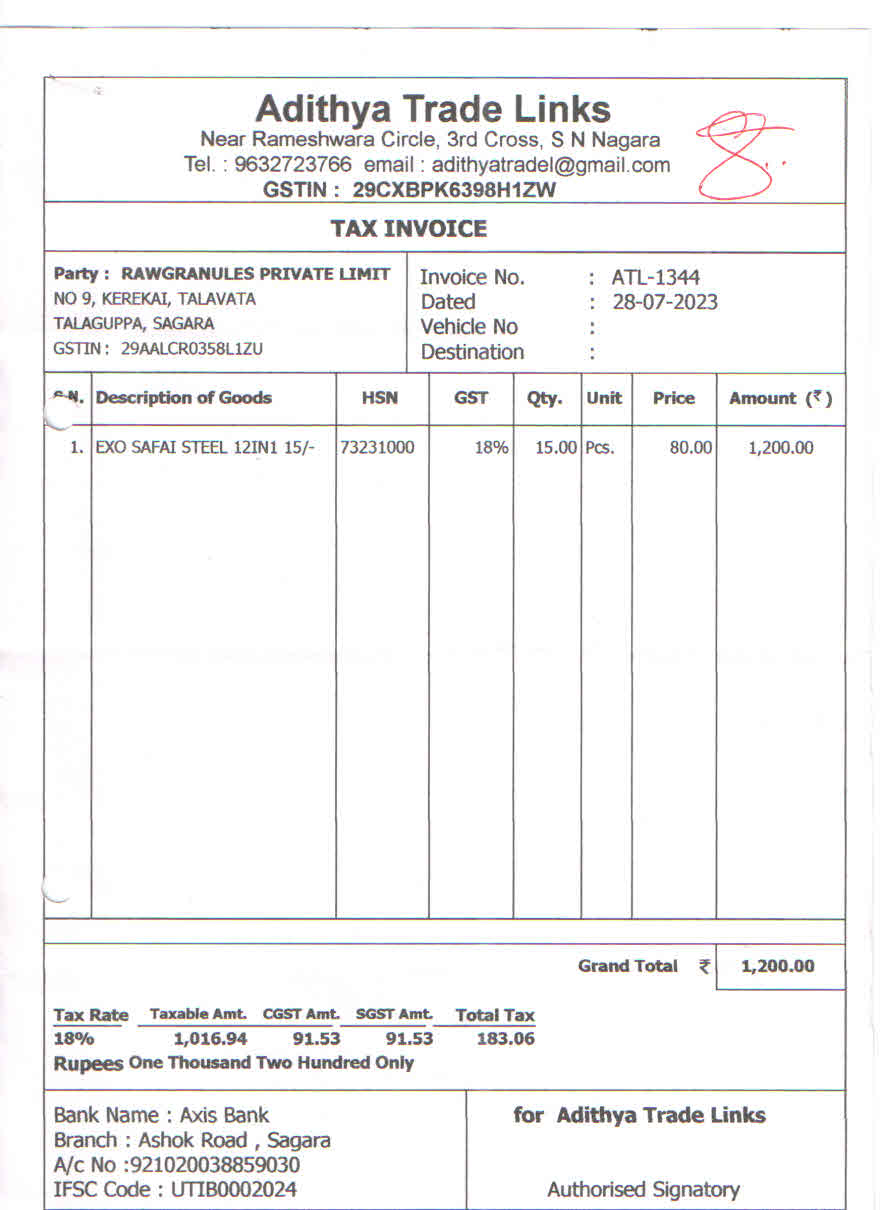 Adithya Trade Links
Near Rameshwara Circle, 3rd Cross, S N Nagara
Tel. : 9632723766 email : adithyatradel@gmail.com
GSTIN : 29CXBPK6398H1ZW
TAX INVOICE
Party : RAWGRANULES PRIVATE LIMIT
NO 9, KEREKAI, TALAVATA
TALAGUPPA, SAGARA
GSTIN : 29AALCR0358L1ZU
Invoice No. : ATL-1344
Dated : 28-07-2023
Vehicle No :
Destination :
S.N. Description of Goods HSN GST Qty. Unit Price Amount (₹)
1. EXO SAFAI STEEL 12IN1 15/- 73231000 18% 15.00 Pcs. 80.00 1,200.00
Grand Total ₹ 1,200.00
Tax Rate Taxable Amt. CGST Amt. SGST Amt. Total Tax
18% 1,016.94 91.53 91.53 183.06
Rupees One Thousand Two Hundred Only
Bank Name : Axis Bank
Branch : Ashok Road , Sagara
A/c No :921020038859030
IFSC Code : UTIB0002024
for Adithya Trade Links
Authorised Signatory